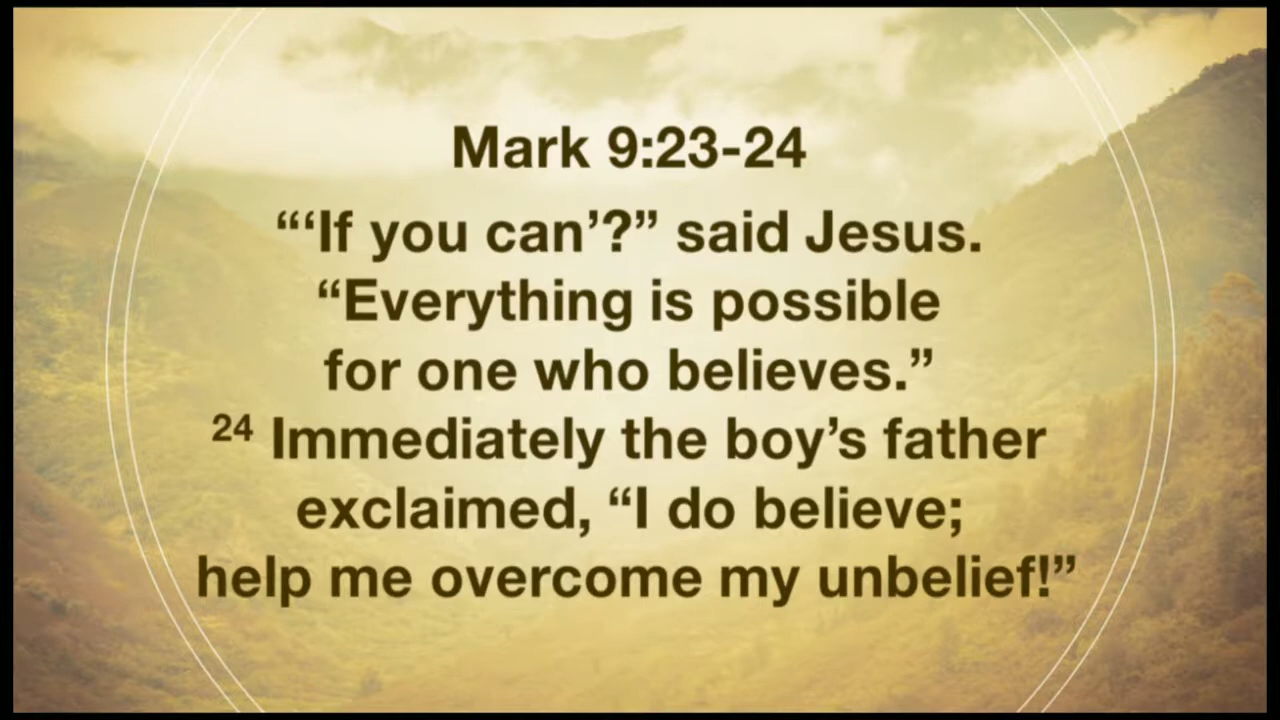 Mark 9:23-24
“‘If you can’?” said Jesus.
“Everything is possible
for one who believes.”
24 Immediately the boy’s father
exclaimed, “I do believe;
help me overcome my unbelief!”